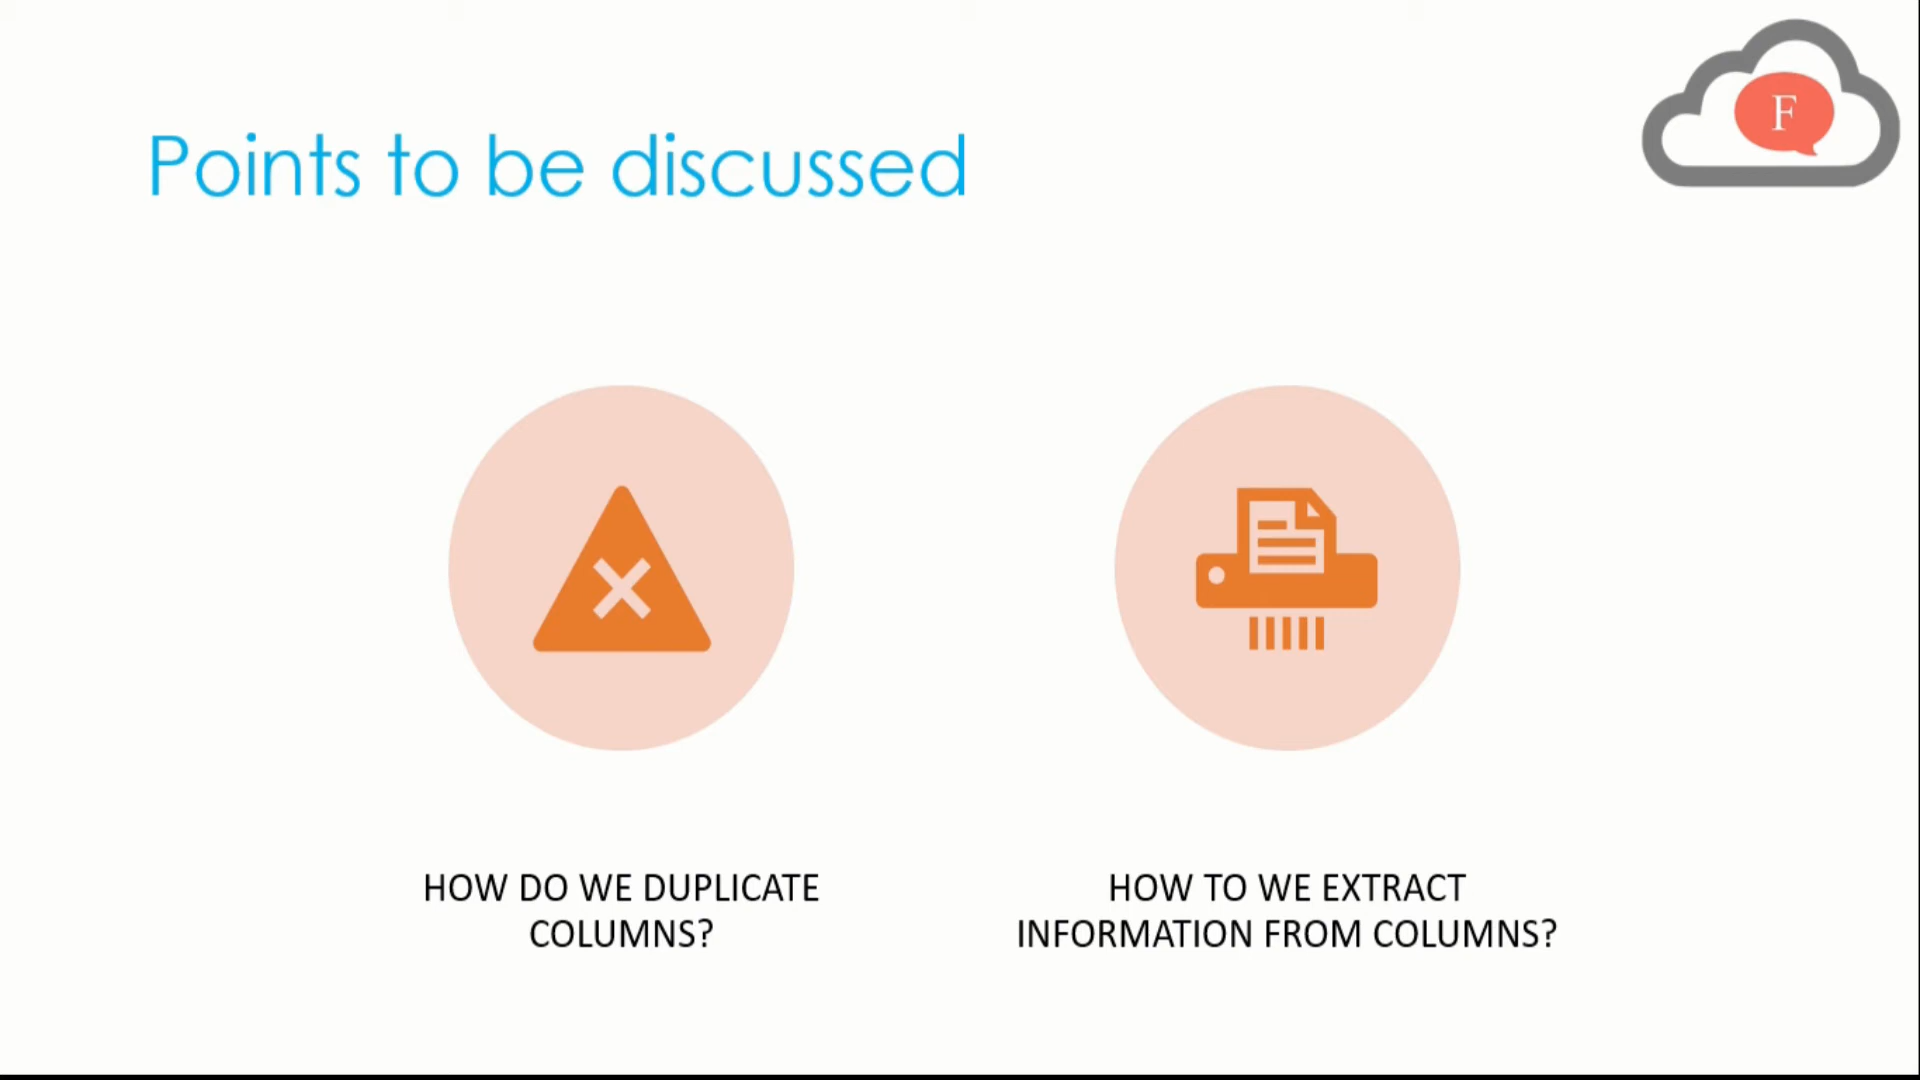 F
Points to be discussed
HOW DO WE DUPLICATE
COLUMNS?
HOW TO WE EXTRACT
INFORMATION FROM COLUMNS?